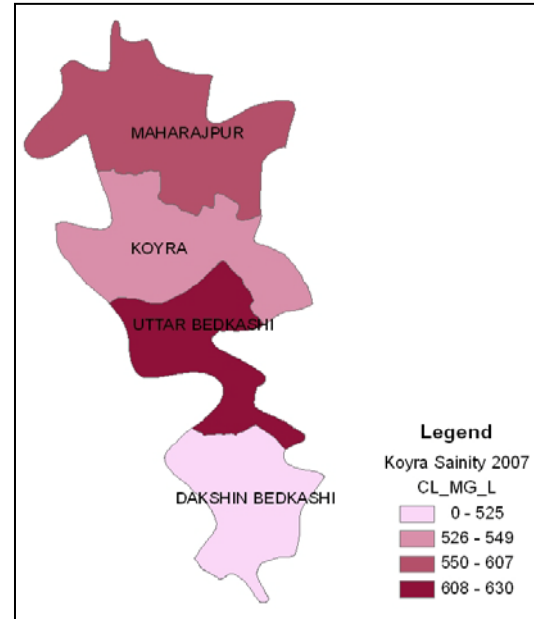 MAHARAJPUR
KOYRA
UTTAR BEDKASHI
DAKSHIN BEDKASHI
Legend
Koyra Sainity 2007
CL_MG_L
0 - 525
526 - 549
550 - 607
608 - 630